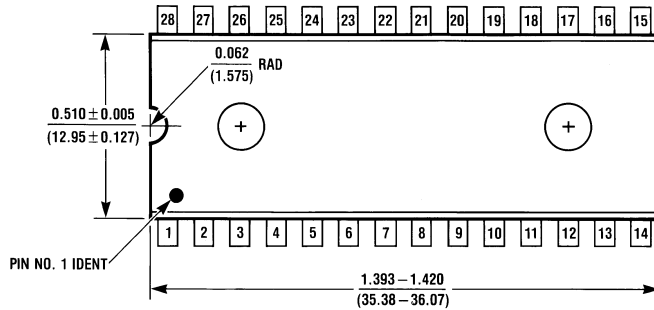 28 27 26 25 24 23 22 21 20 19 18 17 16 15
0.062
(1.575)
RAD
0.510 ± 0.005
(12.95 ± 0.127)
1 2 3 4 5 6 7 8 9 10 11 12 13 14
PIN NO. 1 IDENT
1.393 – 1.420
(35.38 – 36.07)